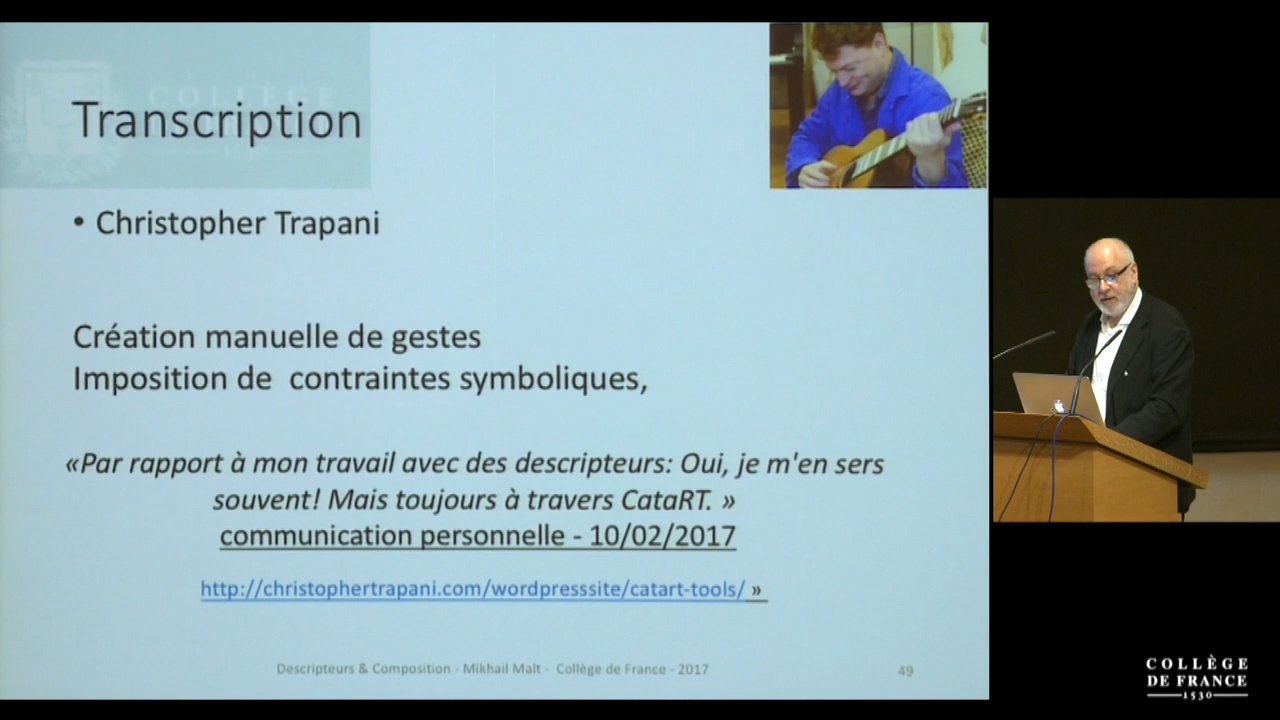 Transcription
• Christopher Trapani
Création manuelle de gestes
Imposition de  contraintes symboliques,
«Par rapport à mon travail avec des descripteurs: Oui, je m'en sers
souvent! Mais toujours à travers CataRT. »
communication personnelle - 10/02/2017
http://christophertrapani.com/wordpresssite/catart-tools/ »
Descripteurs & Composition - Mikhail Malt - Collège de France - 2017
49
COLLÈGE
DE FRANCE
1530